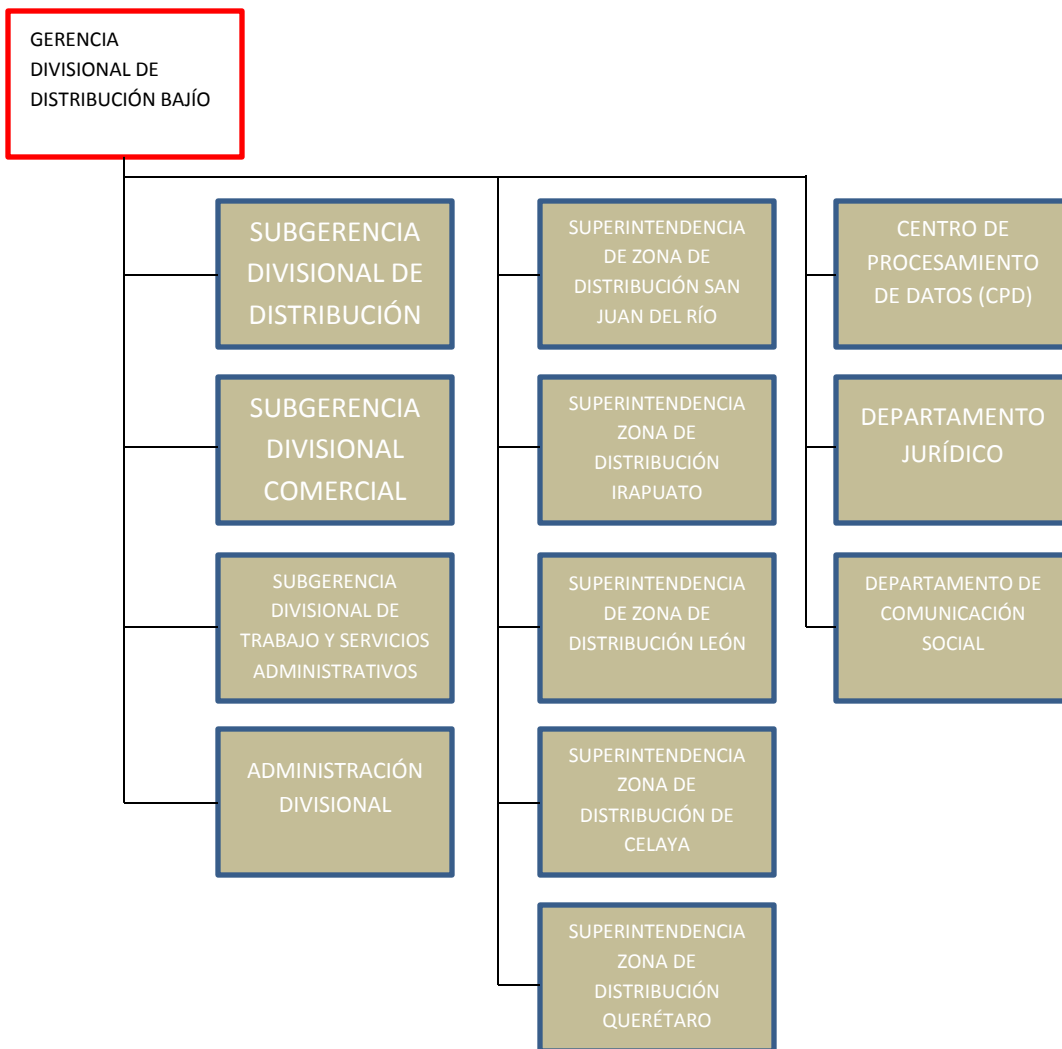 GERENCIA
DIVISIONAL DE
DISTRIBUCIÓN BAJÍO
SUBGERENCIA
DIVISIONAL DE
DISTRIBUCIÓN
SUBGERENCIA
DIVISIONAL
COMERCIAL
SUBGERENCIA
DIVISIONAL DE
TRABAJO Y SERVICIOS
ADMINISTRATIVOS
ADMINISTRACIÓN
DIVISIONAL
SUPERINTENDENCIA
DE ZONA DE
DISTRIBUCIÓN SAN
JUAN DEL RÍO
SUPERINTENDENCIA
ZONA DE
DISTRIBUCIÓN
IRAPUATO
SUPERINTENDENCIA
DE ZONA DE
DISTRIBUCIÓN LEÓN
SUPERINTENDENCIA
ZONA DE
DISTRIBUCIÓN DE
CELAYA
SUPERINTENDENCIA
ZONA DE
DISTRIBUCIÓN
QUERÉTARO
CENTRO DE
PROCESAMIENTO
DE DATOS (CPD)
DEPARTAMENTO
JURÍDICO
DEPARTAMENTO DE
COMUNICACIÓN
SOCIAL